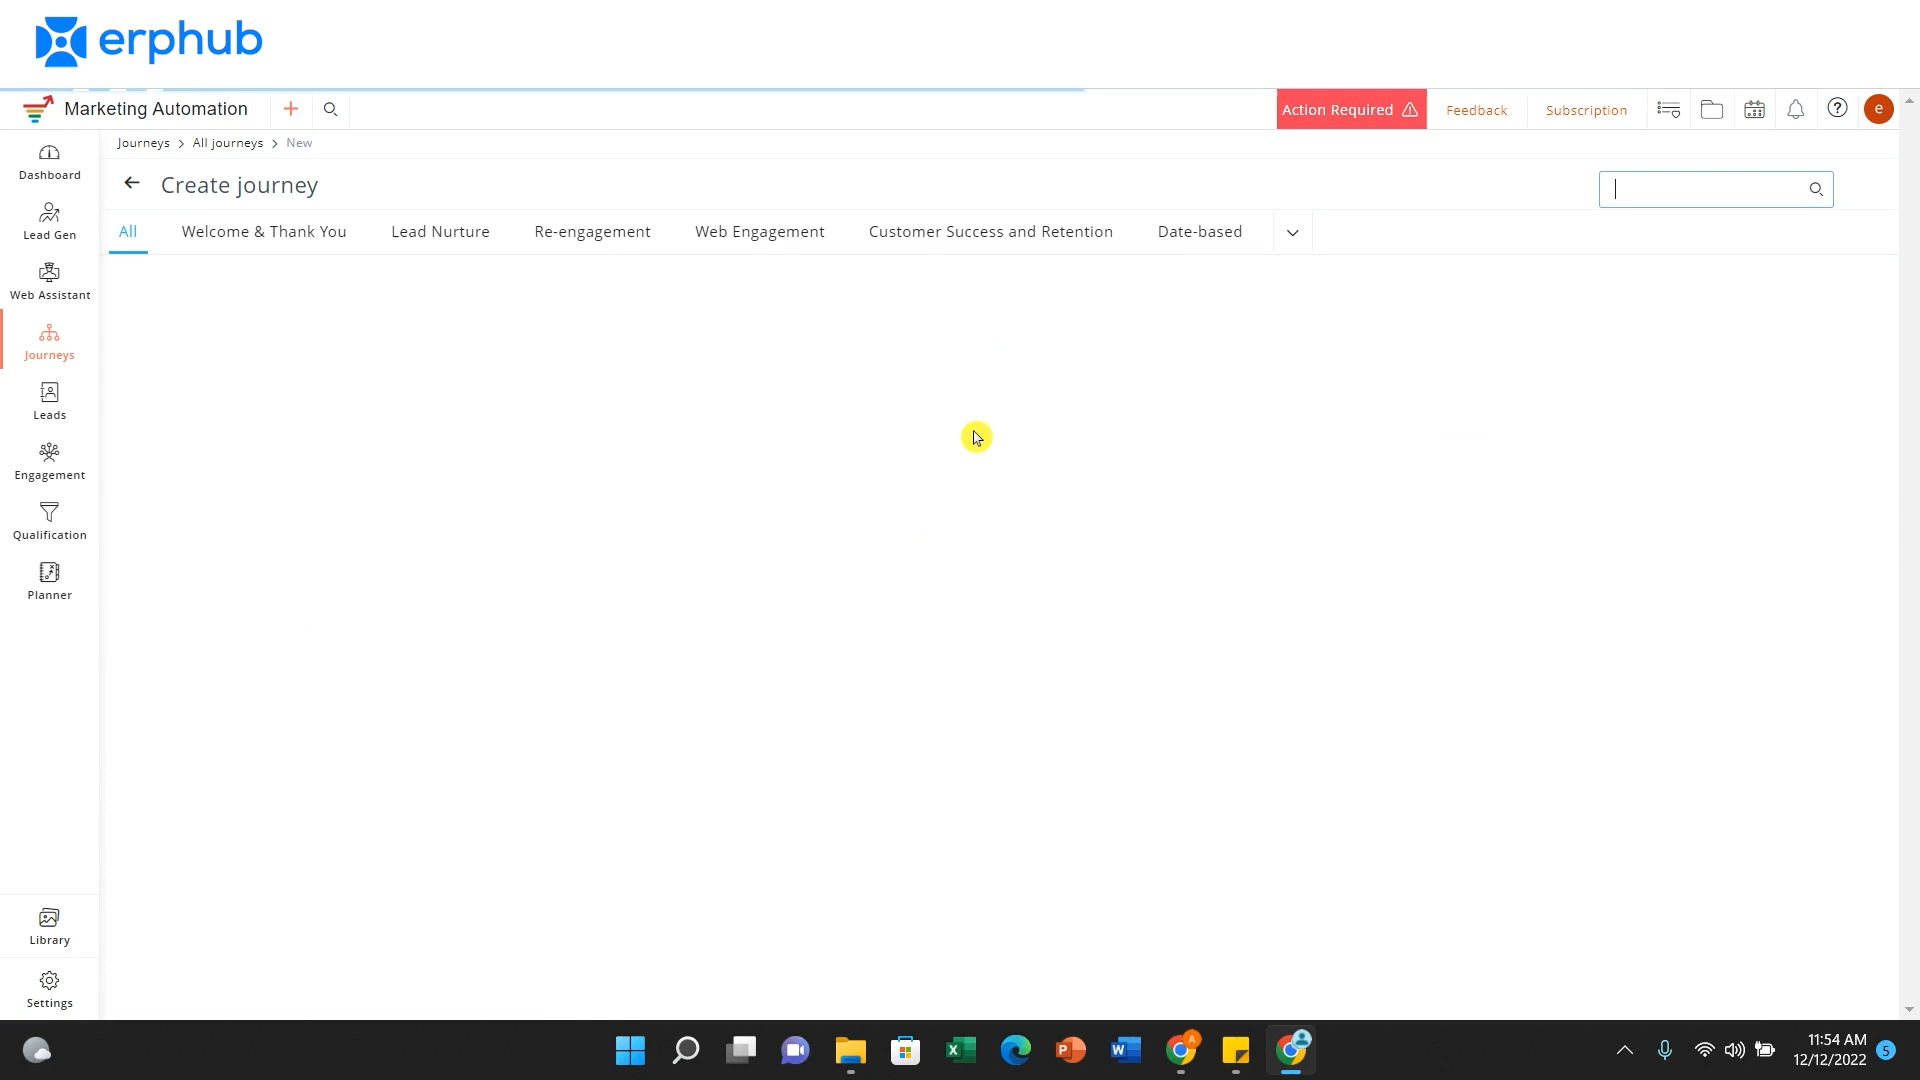 erphub
Marketing Automation
Action Required
Feedback
Subscription
e
Journeys > All journeys > New
Create journey
All
Welcome & Thank You
Lead Nurture
Re-engagement
Web Engagement
Customer Success and Retention
Date-based
Dashboard
Lead Gen
Web Assistant
Journeys
Leads
Engagement
Qualification
Planner
Library
Settings
A
11:54 AM
12/12/2022
5